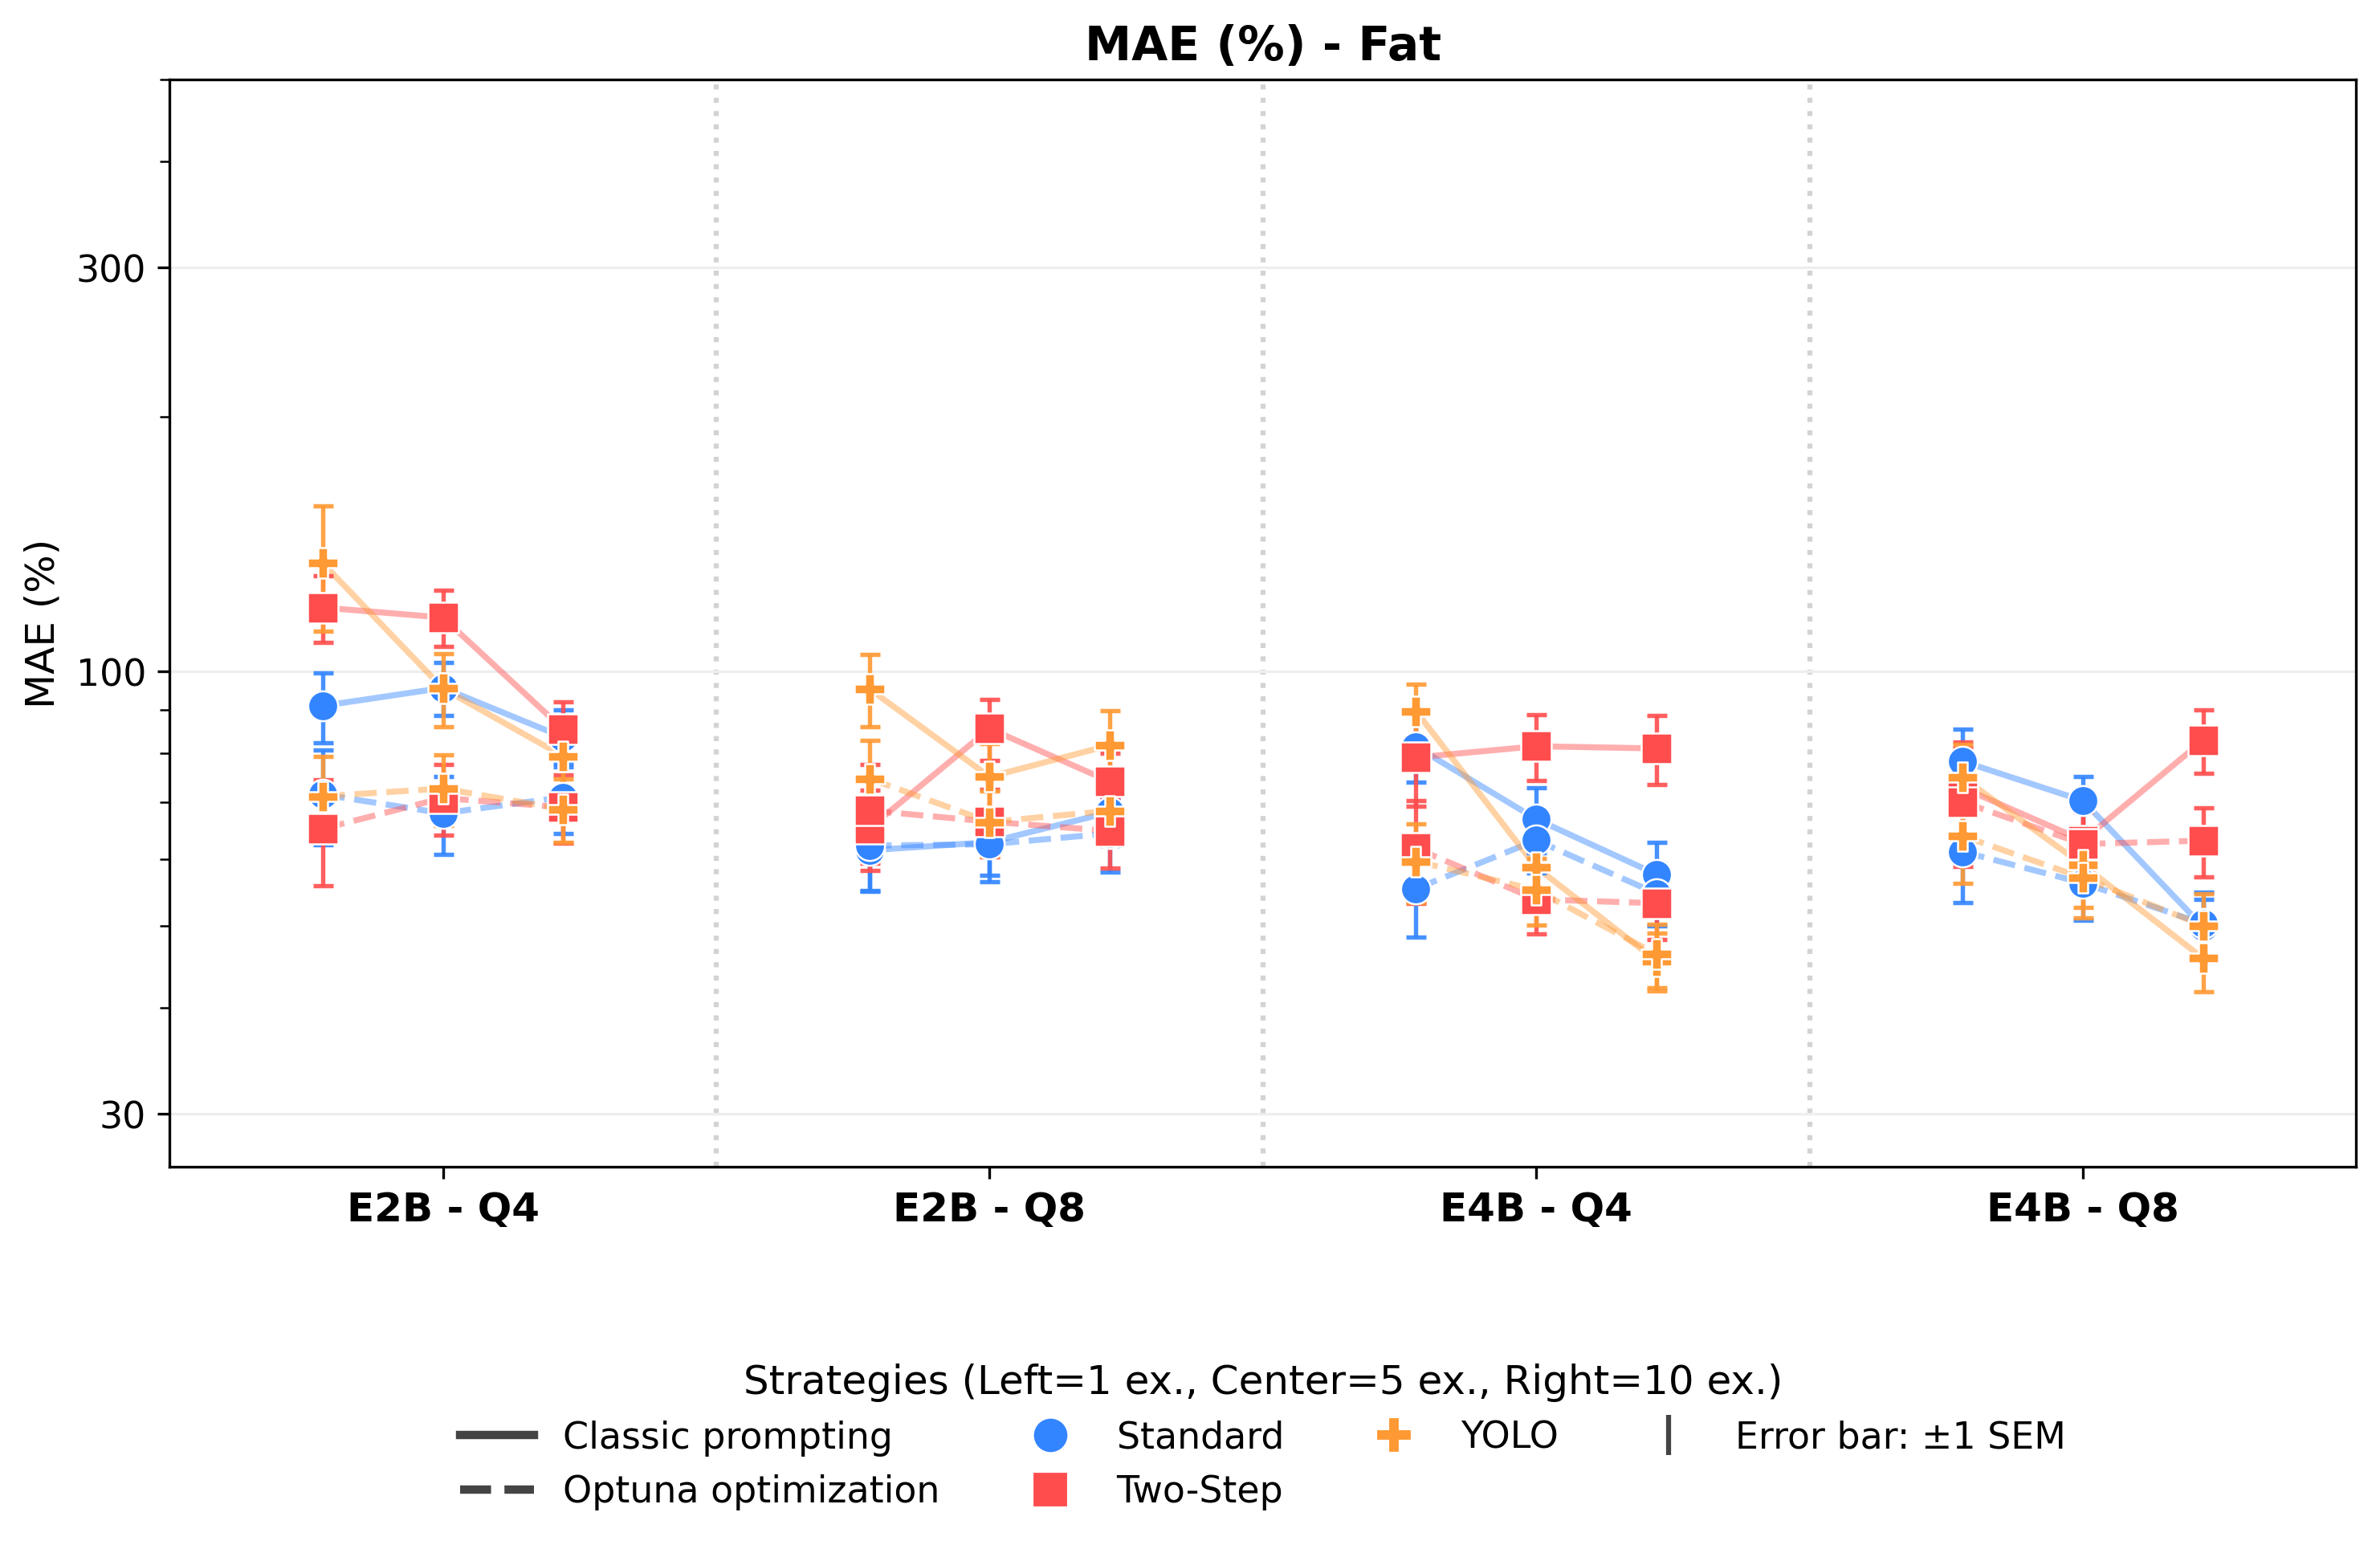 MAE (%) - Fat
MAE (%)
300
100
30
E2B - Q4
E2B - Q8
E4B - Q4
E4B - Q8
Strategies (Left=1 ex., Center=5 ex., Right=10 ex.)
Classic prompting
Optuna optimization
Standard
Two-Step
YOLO
Error bar: ±1 SEM